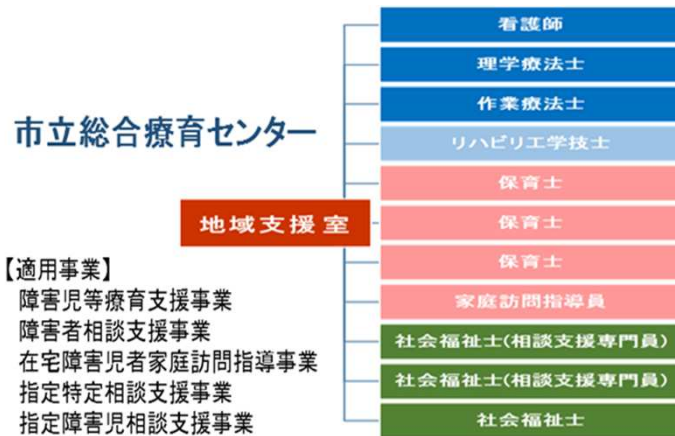 市立総合療育センター
地域支援室
【適用事業】
障害児等療育支援事業
障害者相談支援事業
在宅障害児者家庭訪問指導事業
指定特定相談支援事業
指定障害児相談支援事業
看護師
理学療法士
作業療法士
リハビリ工学技士
保育士
保育士
保育士
家庭訪問指導員
社会福祉士(相談支援専門員)
社会福祉士(相談支援専門員)
社会福祉士